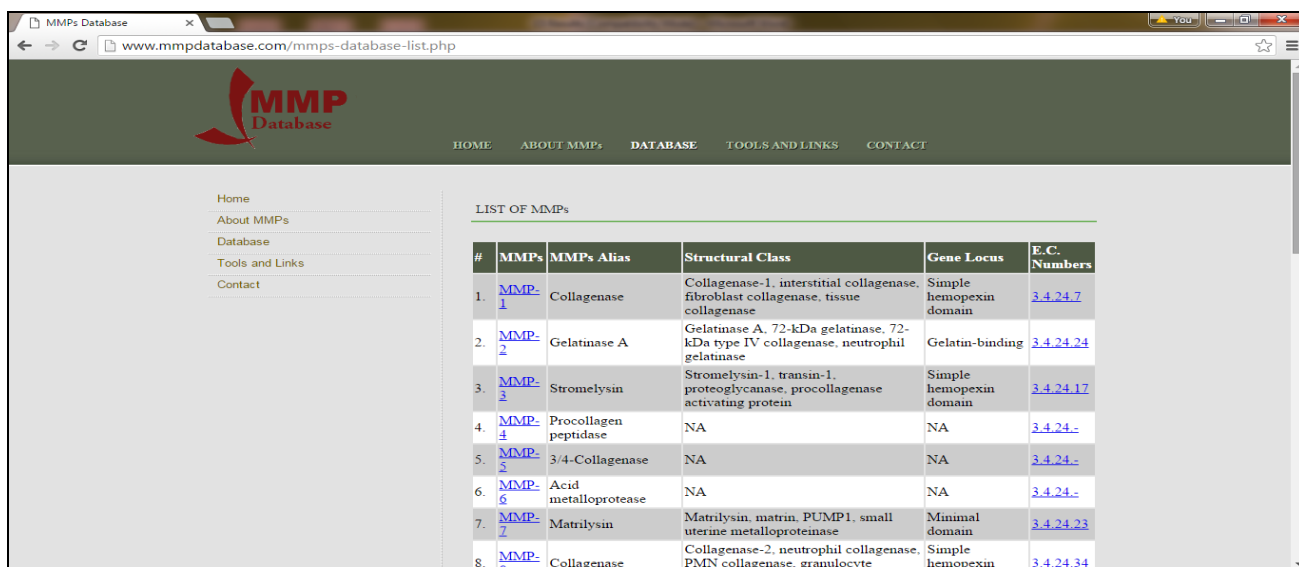 MMPs Database
You
www.mmpdatabase.com/mmps-database-list.php
MMP
Database
HOME ABOUT MMPs DATABASE TOOLS AND LINKS CONTACT
Home
About MMPs
Database
Tools and Links
Contact
LIST OF MMPs
# MMPs MMPs Alias Structural Class Gene Locus E.C. Numbers
1. MMP-1 Collagenase Collagenase-1, interstitial collagenase, fibroblast collagenase, tissue collagenase Simple hemopexin domain 3.4.24.7
2. MMP-2 Gelatinase A Gelatinase A, 72-kDa gelatinase, 72-kDa type IV collagenase, neutrophil gelatinase Gelatin-binding 3.4.24.24
3. MMP-3 Stromelysin Stromelysin-1, transin-1, proteoglycanase, procollagenase activating protein Simple hemopexin domain 3.4.24.17
4. MMP-4 Procollagen peptidase NA NA 3.4.24.-
5. MMP-5 3/4-Collagenase NA NA 3.4.24.-
6. MMP-6 Acid metalloprotease NA NA 3.4.24.-
7. MMP-7 Matrilysin Matrilysin, matrin, PUMP1, small uterine metalloproteinase Minimal domain 3.4.24.23
8. MMP- Collagenase Collagenase-2, neutrophil collagenase, PMN collagenase, granulocyte Simple hemopexin 3.4.24.34